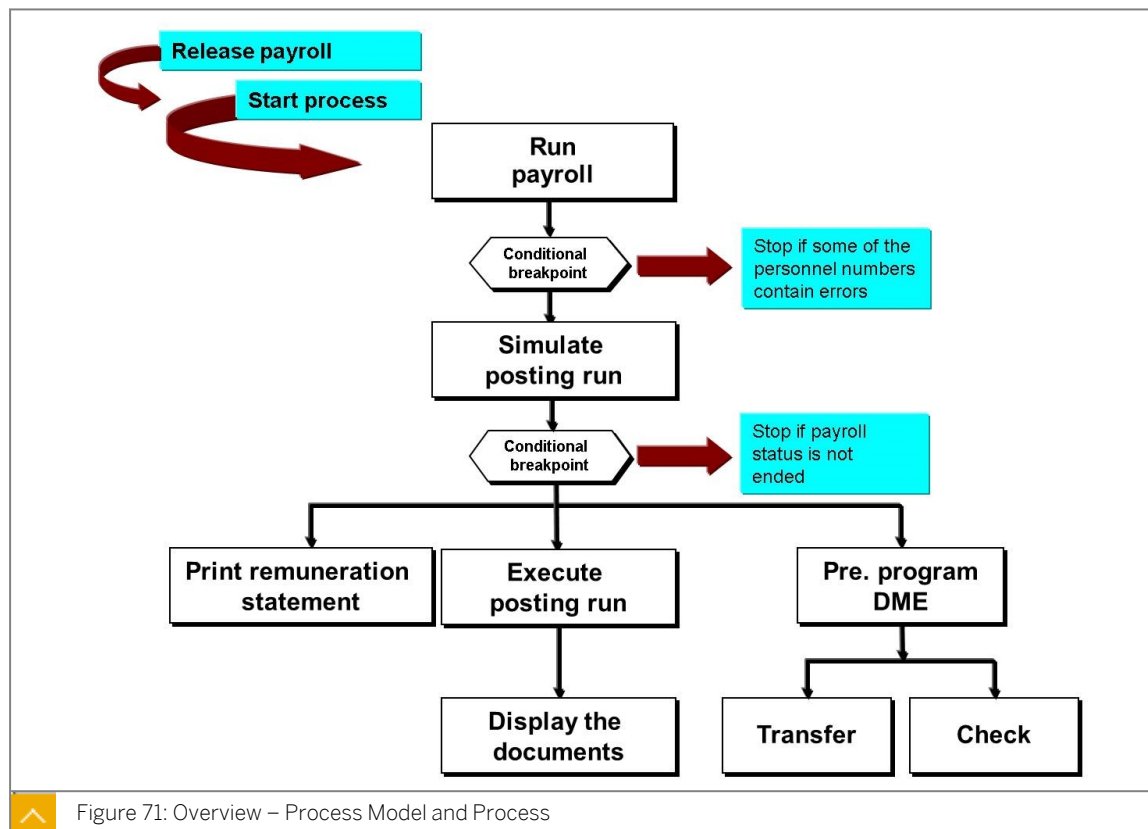 Release payroll
Start process
Run
payroll
Conditional
breakpoint
Stop if some of the
personnel numbers
contain errors
Simulate
posting run
Conditional
breakpoint
Stop if payroll
status is not
ended
Print remuneration
statement
Execute
posting run
Pre. program
DME
Display the
documents
Transfer
Check
Figure 71: Overview – Process Model and Process